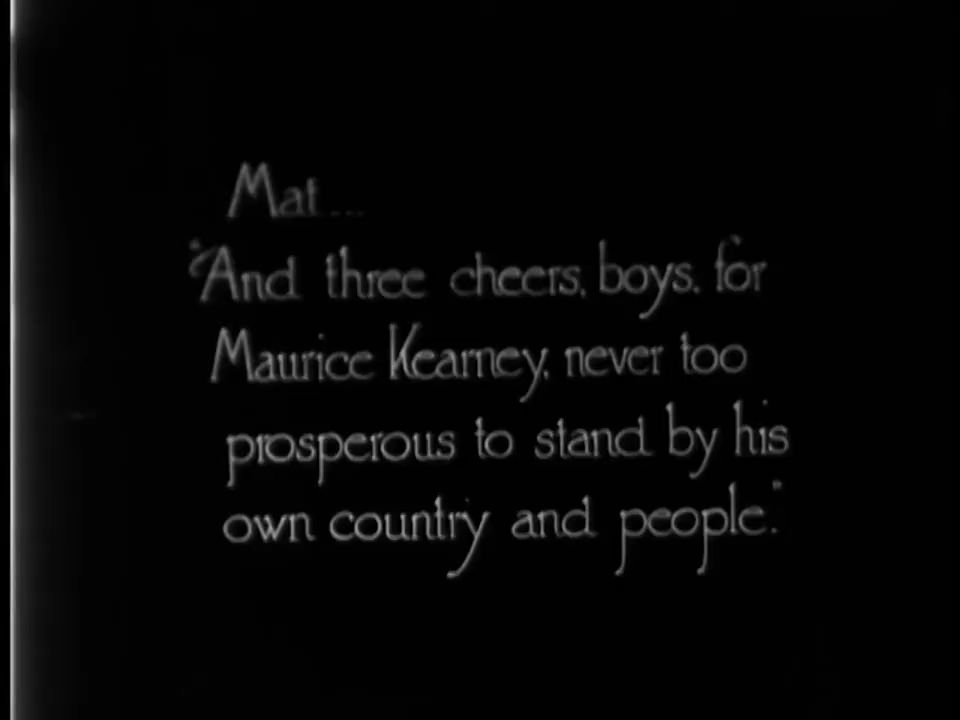 Mat...
"And three cheers, boys, for
Maurice Kearney, never too
prosperous to stand by his
own country and people."